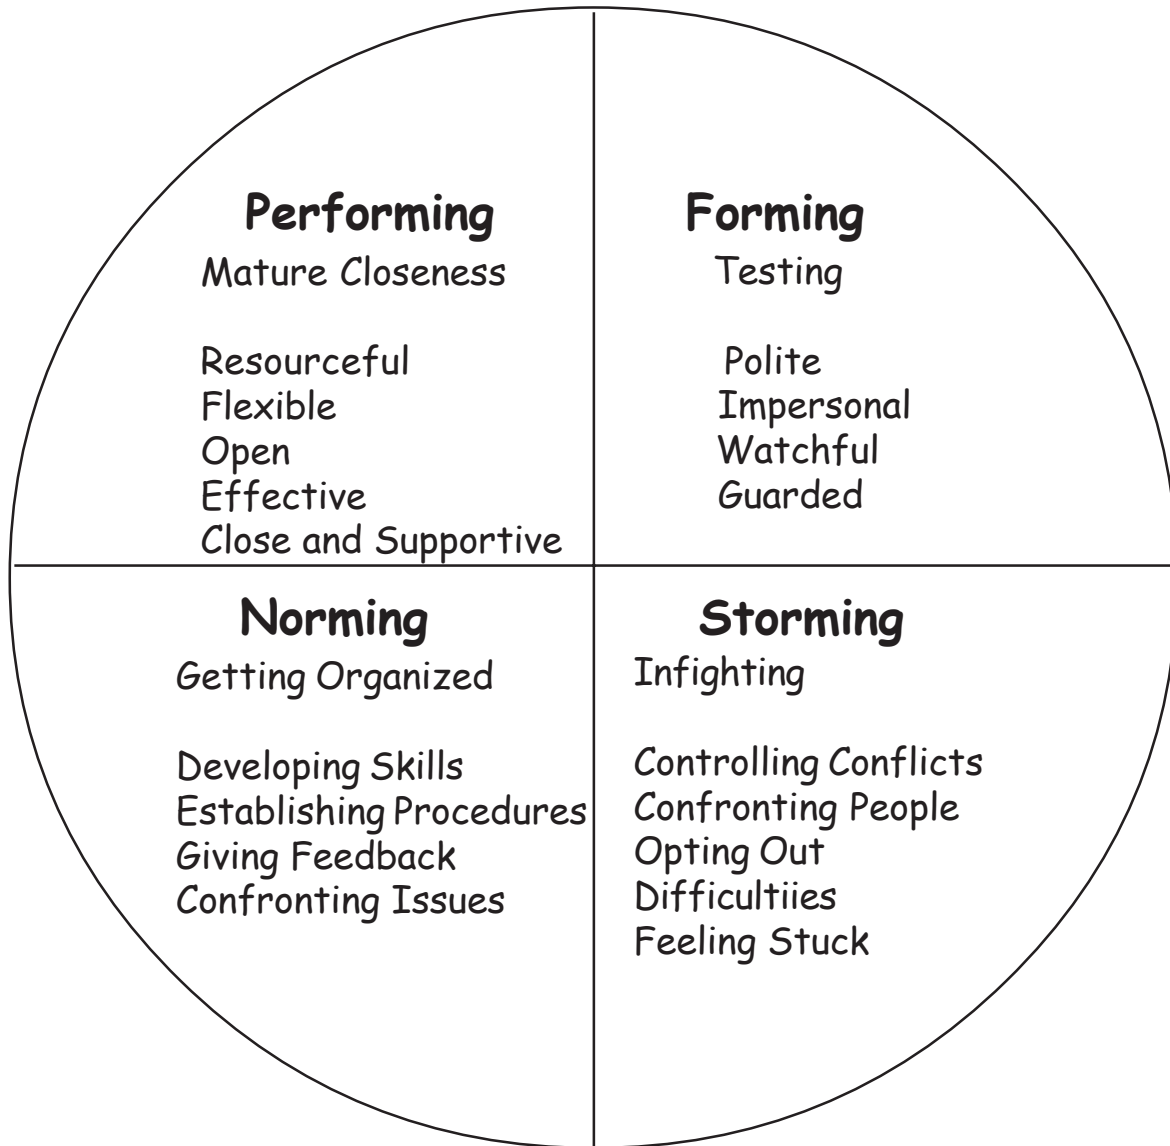 Performing
Mature Closeness
Resourceful
Flexible
Open
Effective
Close and Supportive
Forming
Testing
Polite
Impersonal
Watchful
Guarded
Norming
Getting Organized
Developing Skills
Establishing Procedures
Giving Feedback
Confronting Issues
Storming
Infighting
Controlling Conflicts
Confronting People
Opting Out
Difficultiies
Feeling Stuck